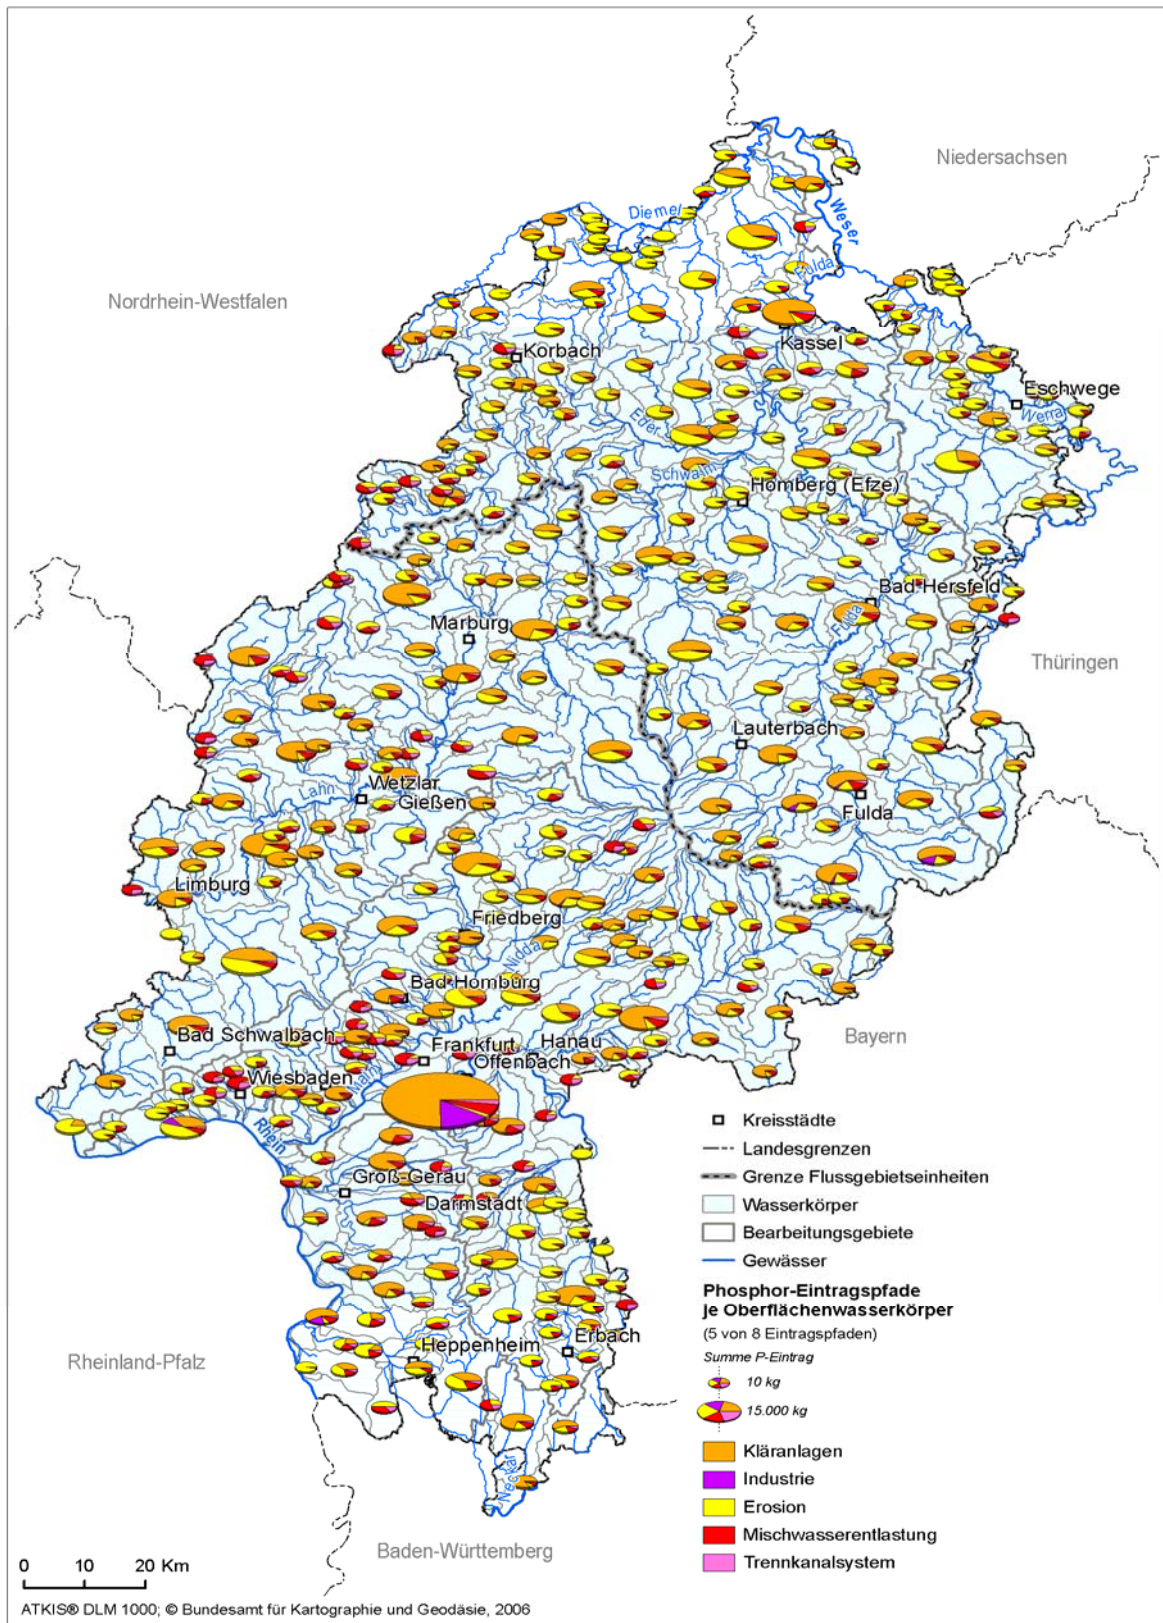 Niedersachsen
Diemel
Weser
Nordrhein-Westfalen
Fulda
Kassel
Korbach
Eschwege
Werra
Eder
Schwalm
Homberg (Efze)
Bad Hersfeld
Fulda
Marburg
Thüringen
Lauterbach
Wetzlar
Lahn
Gießen
Fulda
Limburg
Friedberg
Nidda
Bad Homburg
Bayern
Bad Schwalbach
Frankfurt
Hanau
Offenbach
Main
Wiesbaden
Rhein
Groß-Gerau
Darmstadt
Erbach
Heppenheim
Rheinland-Pfalz
Neckar
Baden-Württemberg
Kreisstädte
Landesgrenzen
Grenze Flussgebietseinheiten
Wasserkörper
Bearbeitungsgebiete
Gewässer
Phosphor-Eintragspfade
je Oberflächenwasserkörper
(5 von 8 Eintragspfaden)
Summe P-Eintrag
10 kg
15.000 kg
Kläranlagen
Industrie
Erosion
Mischwasserentlastung
Trennkanalsystem
0 10 20 Km
ATKIS® DLM 1000; © Bundesamt für Kartographie und Geodäsie, 2006